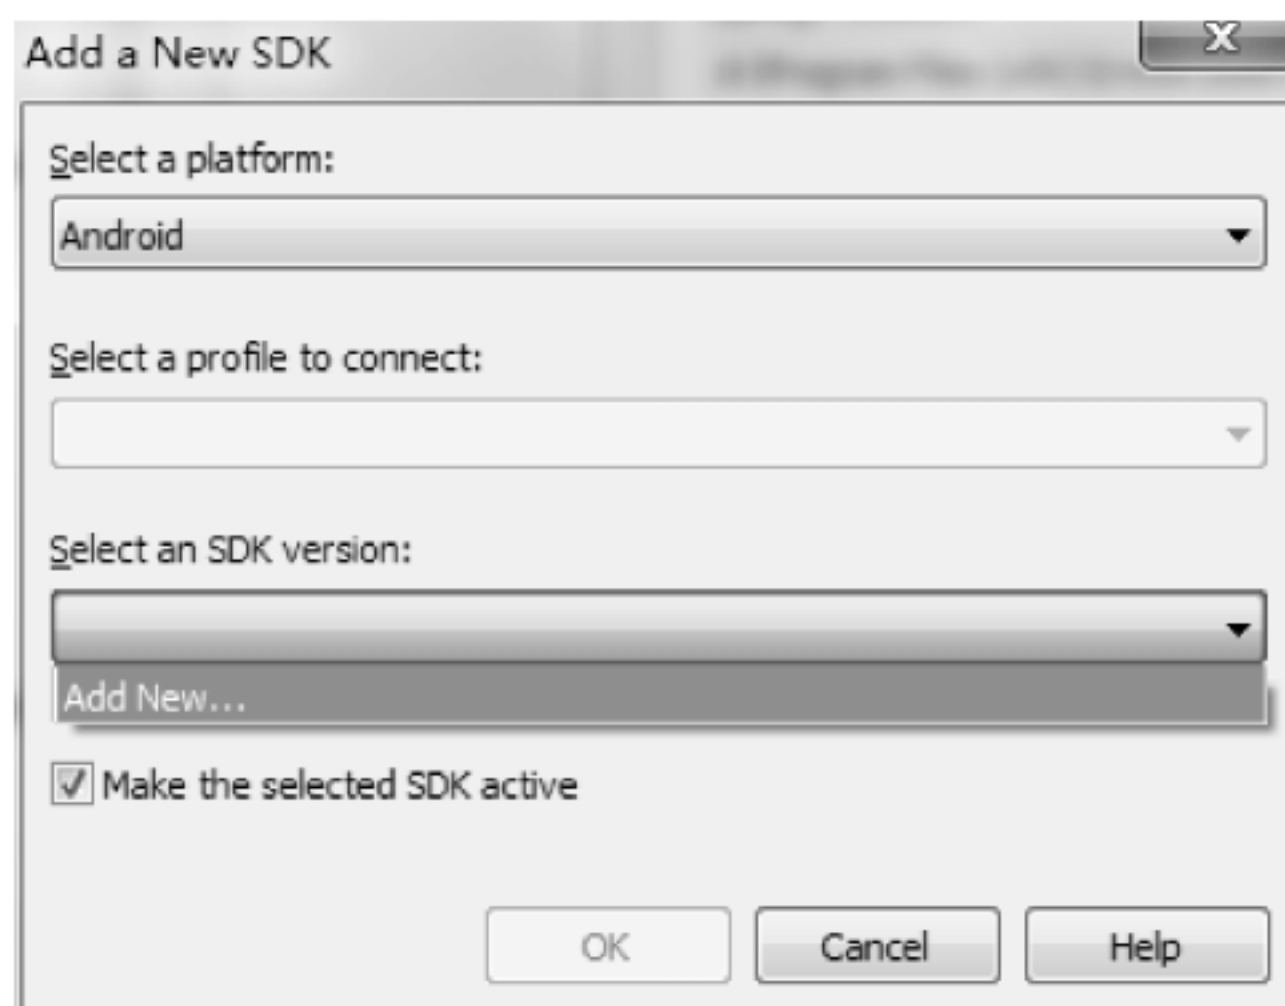 Add a New SDK
Select a platform:
Android
Select a profile to connect:
Select an SDK version:
Add New...
Make the selected SDK active
OK Cancel Help